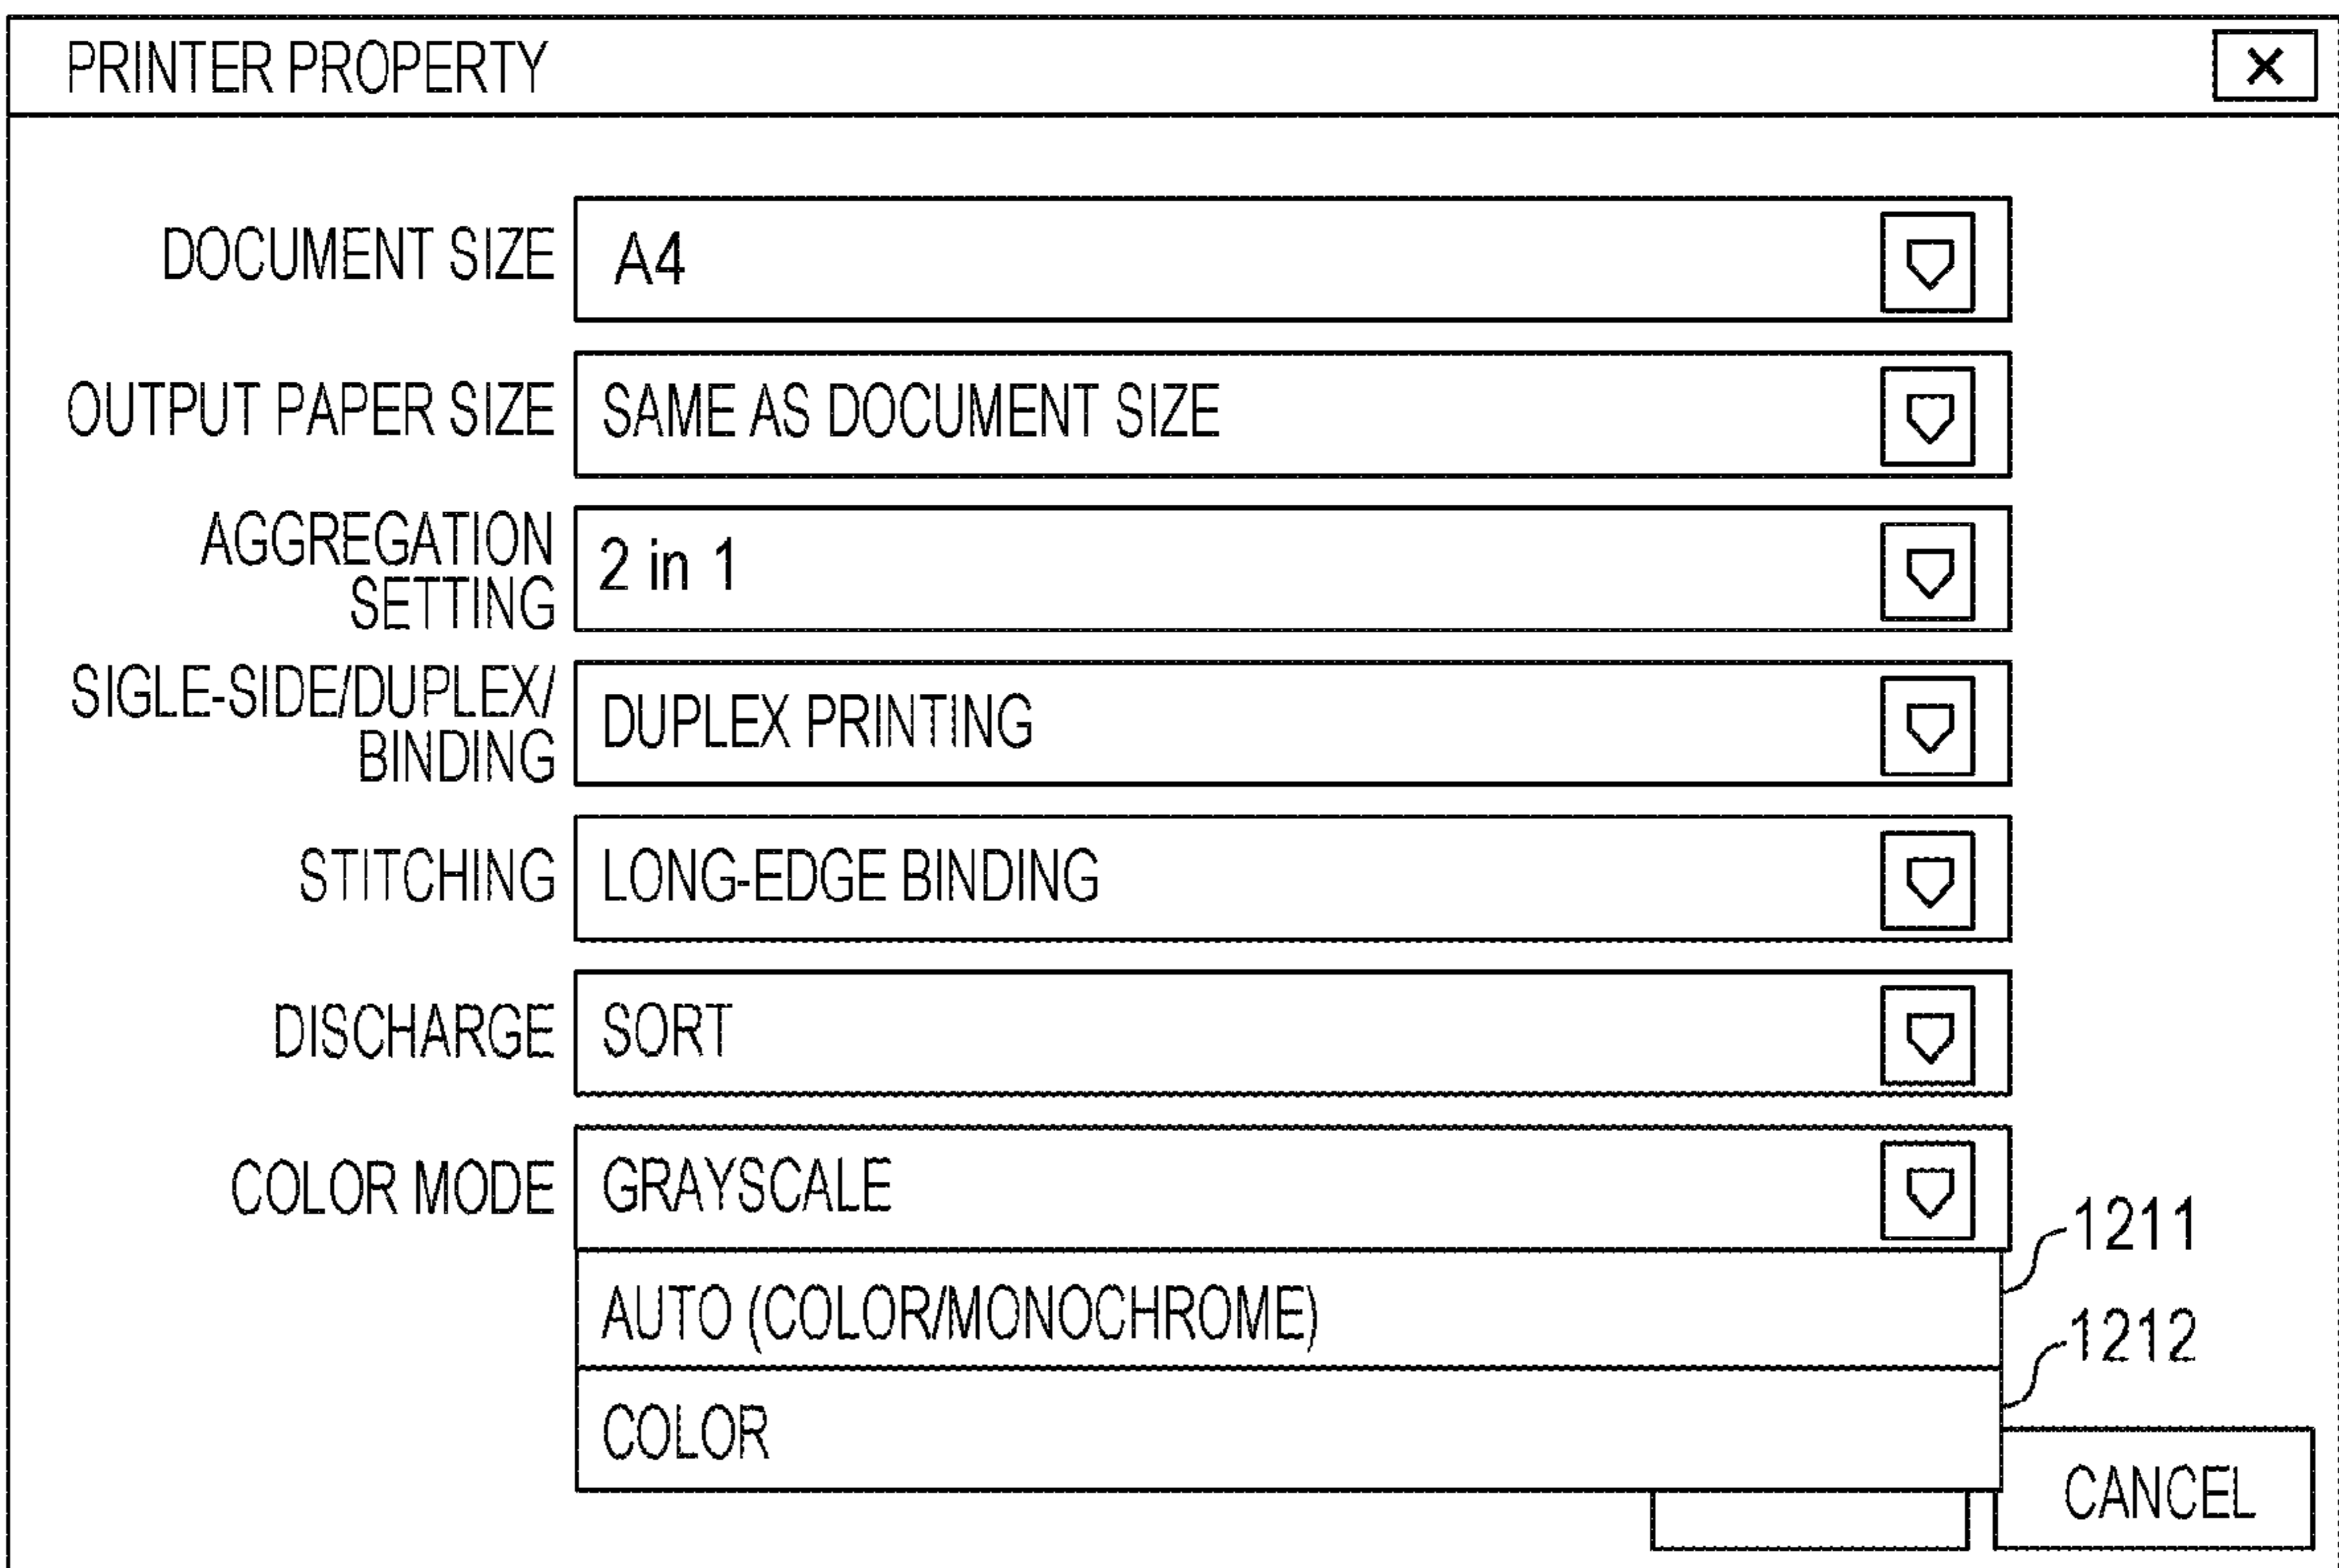 PRINTER PROPERTY
DOCUMENT SIZE A4
OUTPUT PAPER SIZE SAME AS DOCUMENT SIZE
AGGREGATION
SETTING
2 in 1
SIGLE-SIDE/DUPLEX/
BINDING
DUPLEX PRINTING
STITCHING LONG-EDGE BINDING
DISCHARGE SORT
COLOR MODE GRAYSCALE
1211
AUTO (COLOR/MONOCHROME)
1212
COLOR
CANCEL